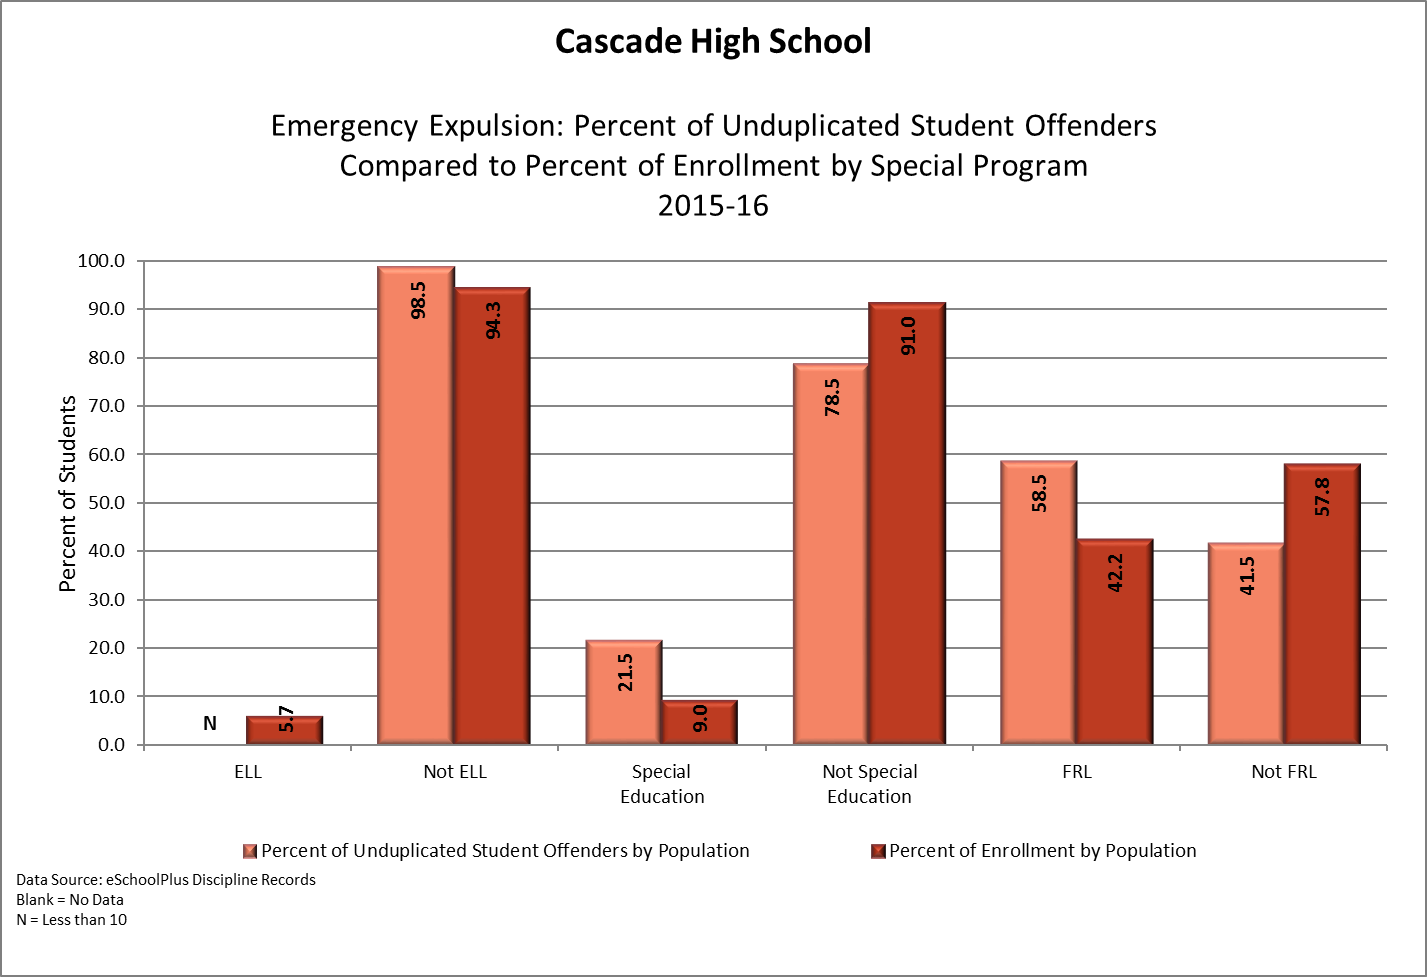 Cascade High School
Emergency Expulsion: Percent of Unduplicated Student Offenders
Compared to Percent of Enrollment by Special Program
2015-16
Percent of Students
100.0
90.0
80.0
70.0
60.0
50.0
40.0
30.0
20.0
10.0
0.0
N
5.7
98.5
94.3
21.5
9.0
78.5
91.0
58.5
42.2
41.5
57.8
ELL
Not ELL
Special
Education
Not Special
Education
FRL
Not FRL
Percent of Unduplicated Student Offenders by Population
Percent of Enrollment by Population
Data Source: eSchoolPlus Discipline Records
Blank = No Data
N = Less than 10